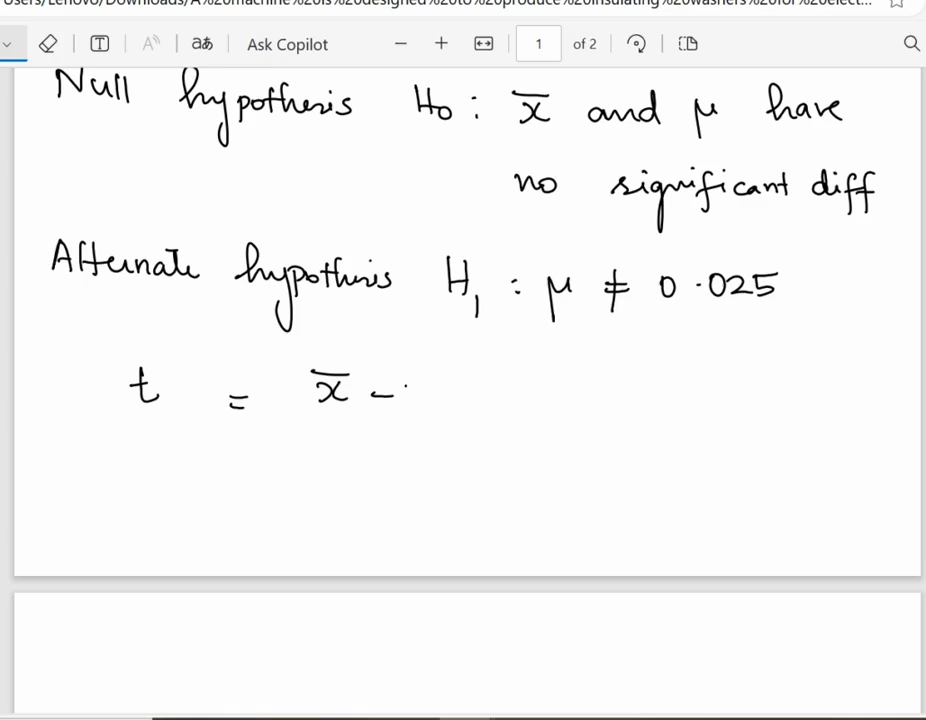 Users/Lenovo/Downloads/A%20machine%20is%20designed%20to%20produce%20insulating%20washers%20for%20elect...
Ask Copilot 1 of 2
Null hypothesis H₀ : x̅ and μ have
no significant diff
Alternate hypothesis H₁ : μ ≠ 0.025
t = x̅ -